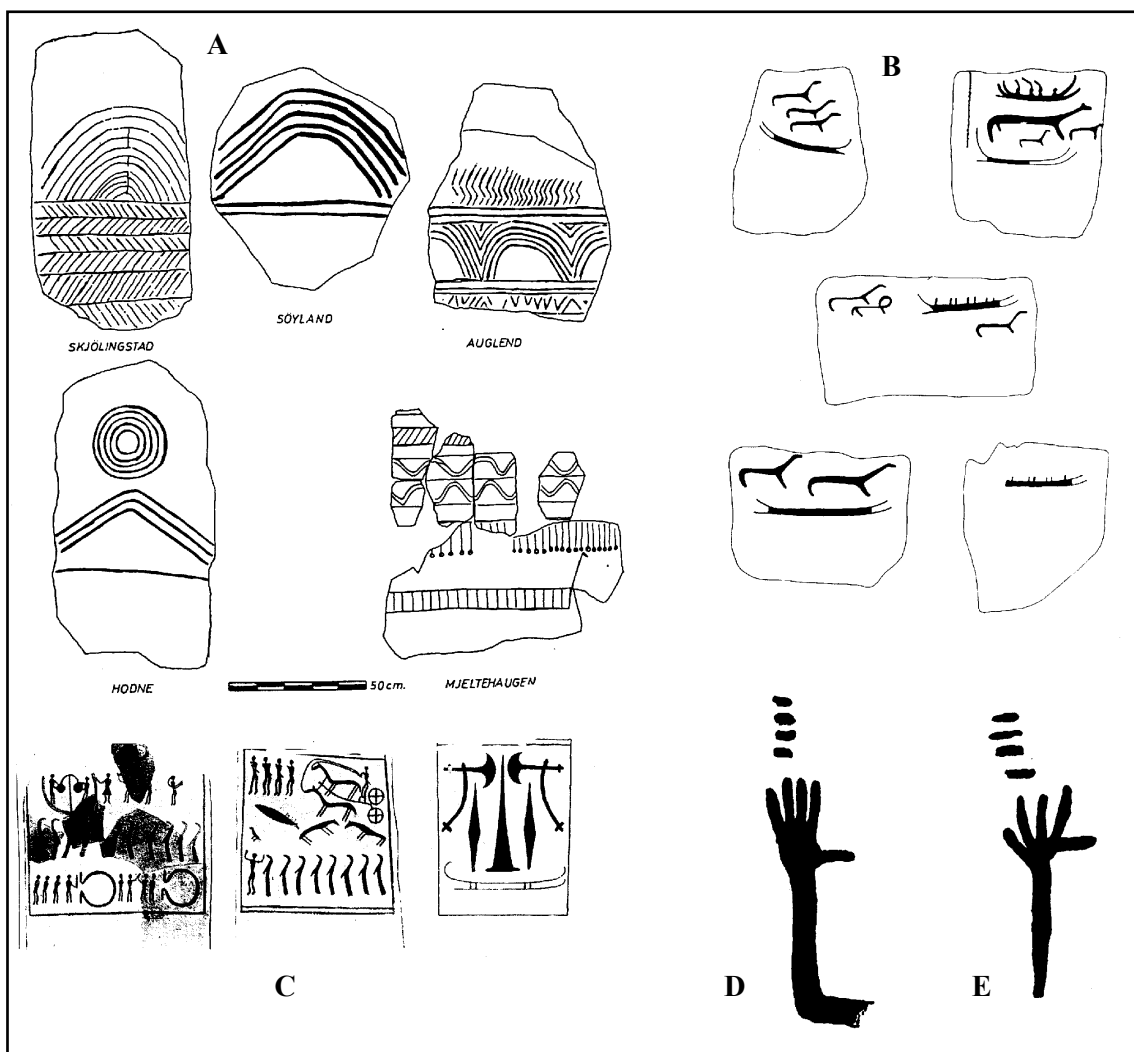 A
B
SKJÖLINGSTAD
SÖYLAND
AUGLEND
HODNE
50 cm.
MJELTEHAUGEN
C
D
E